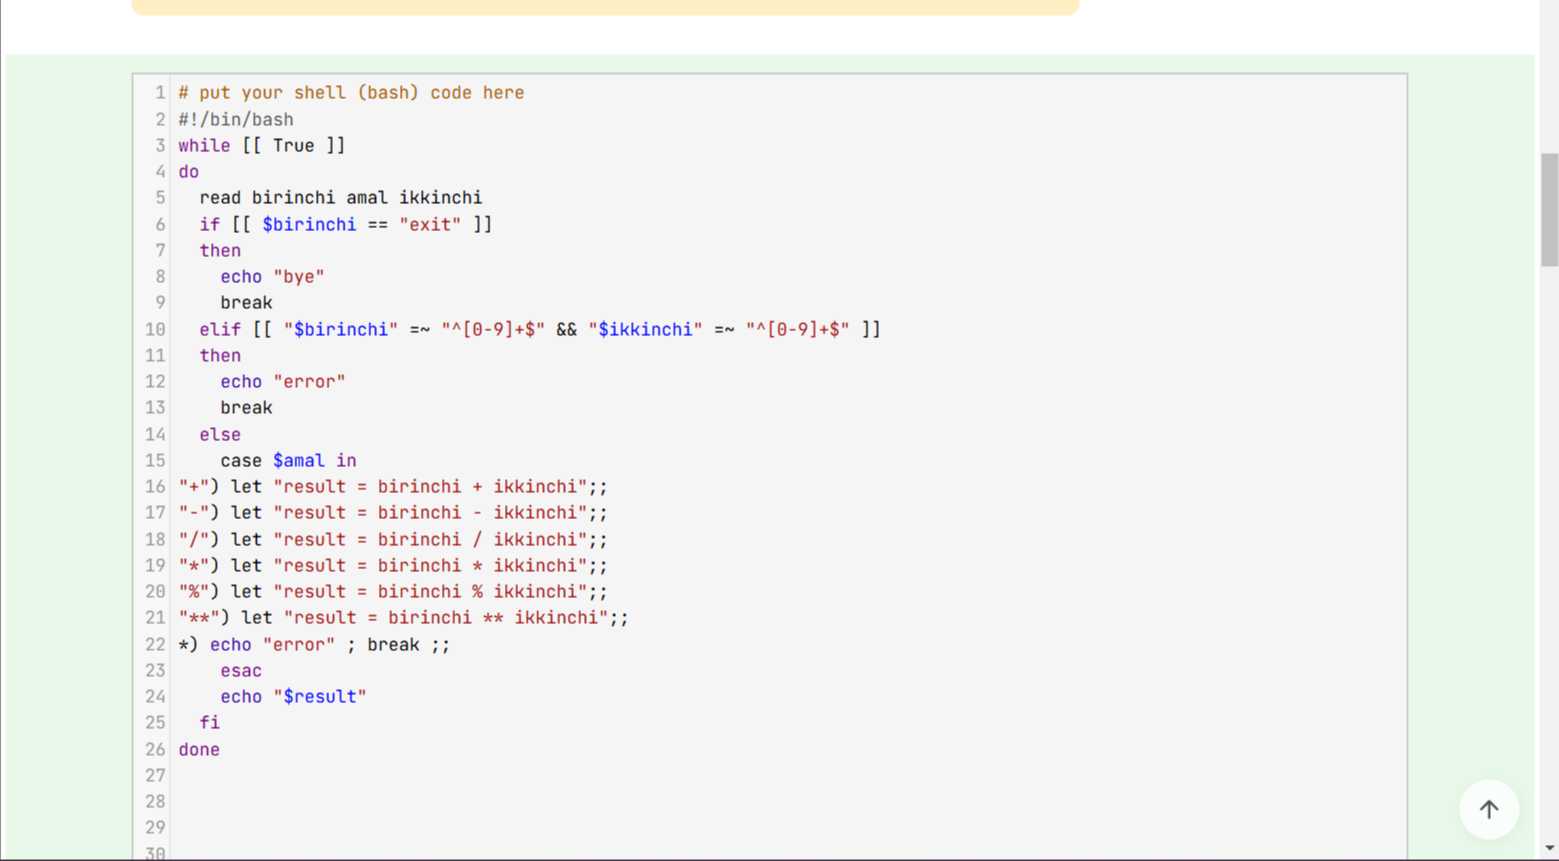 1 # put your shell (bash) code here
2 #!/bin/bash
3 while [[ True ]]
4 do
5   read birinchi amal ikkinchi
6   if [[ $birinchi == "exit" ]]
7   then
8     echo "bye"
9     break
10   elif [[ "$birinchi" =~ "^[0-9]+$" && "$ikkinchi" =~ "^[0-9]+$" ]]
11   then
12     echo "error"
13     break
14   else
15     case $amal in
16 "+") let "result = birinchi + ikkinchi";;
17 "-") let "result = birinchi - ikkinchi";;
18 "/") let "result = birinchi / ikkinchi";;
19 "*") let "result = birinchi * ikkinchi";;
20 "%") let "result = birinchi % ikkinchi";;
21 "**") let "result = birinchi ** ikkinchi";;
22 *) echo "error" ; break ;;
23     esac
24     echo "$result"
25   fi
26 done
27
28
29
30